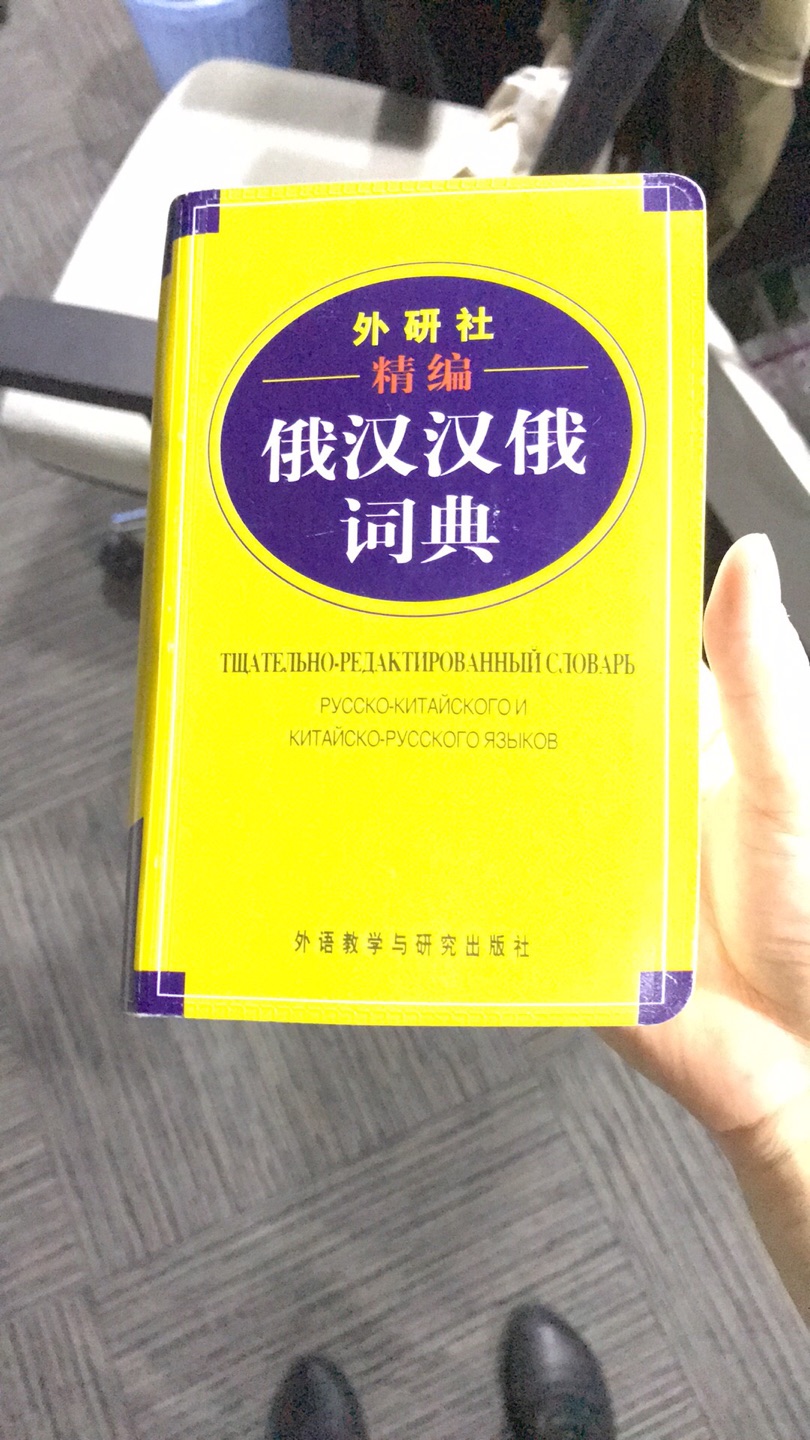 外研社
精编
俄汉汉俄
词典
ТЩАТЕЛЬНО-РЕДАКТИРОВАННЫЙ СЛОВАРЬ
РУССКО-КИТАЙСКОГО И
КИТАЙСКО-РУССКОГО ЯЗЫКОВ
外语教学与研究出版社